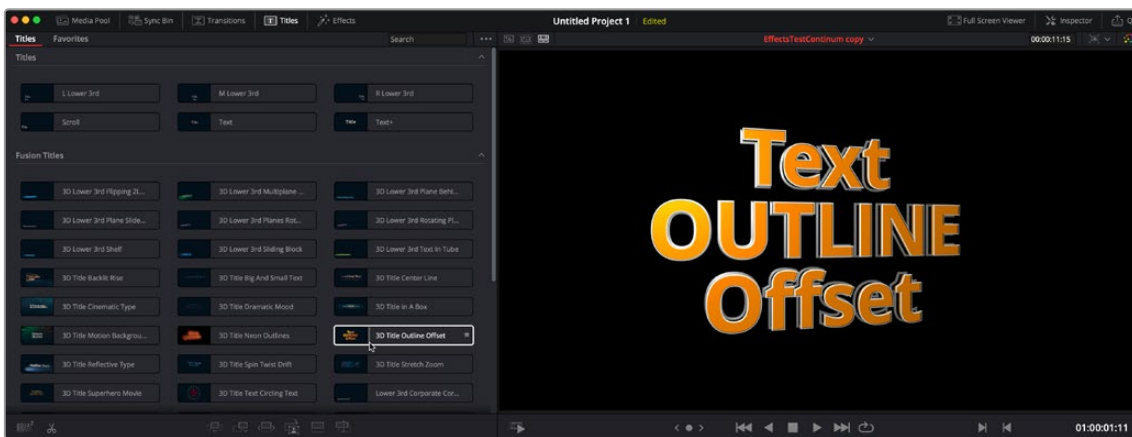 Media Pool Sync Bin Transitions Titles Effects Untitled Project 1 Edited Full Screen Viewer Inspector
Titles Favorites Search EffectsTestContinum copy 00:00:11:15
Titles
L Lower 3rd M Lower 3rd R Lower 3rd
Scroll Text Title Text+
Fusion Titles
3D Lower 3rd Flipping 2L... 3D Lower 3rd Multiplane ... 3D Lower 3rd Plane Behi...
3D Lower 3rd Plane Slide... 3D Lower 3rd Planes Rot... 3D Lower 3rd Rotating Pl...
3D Lower 3rd Shelf 3D Lower 3rd Sliding Block 3D Lower 3rd Text In Tube
3D Title Backlit Rise 3D Title Big And Small Text 3D Title Center Line
3D Title Cinematic Type 3D Title Dramatic Mood 3D Title In A Box
3D Title Motion Backgrou... 3D Title Neon Outlines 3D Title Outline Offset
3D Title Reflective Type 3D Title Spin Twist Drift 3D Title Stretch Zoom
3D Title Superhero Movie 3D Title Text Circling Text Lower 3rd Corporate Cor...
Text
OUTLINE
Offset
01:00:01:11